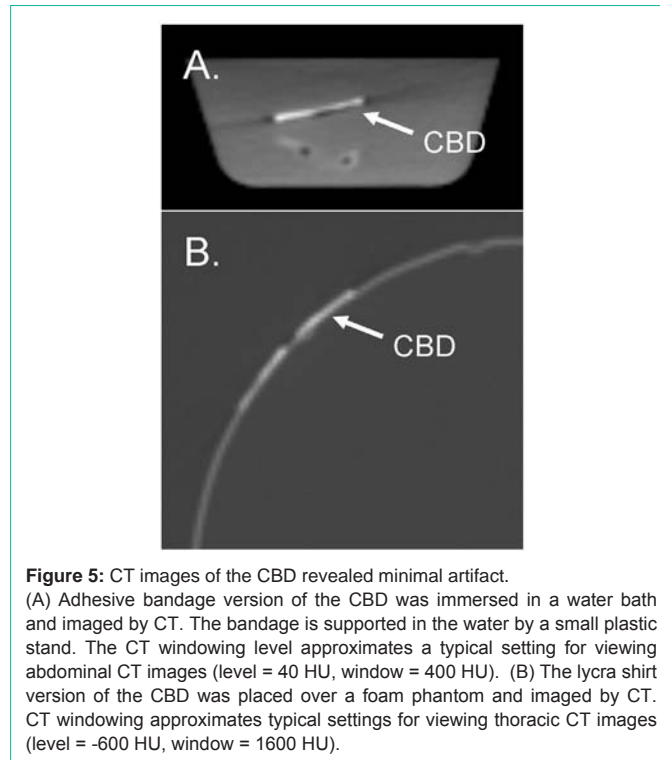 A.
CBD
B.
CBD
Figure 5: CT images of the CBD revealed minimal artifact.
(A) Adhesive bandage version of the CBD was immersed in a water bath
and imaged by CT. The bandage is supported in the water by a small plastic
stand. The CT windowing level approximates a typical setting for viewing
abdominal CT images (level = 40 HU, window = 400 HU). (B) The lycra shirt
version of the CBD was placed over a foam phantom and imaged by CT.
CT windowing approximates typical settings for viewing thoracic CT images
(level = -600 HU, window = 1600 HU).